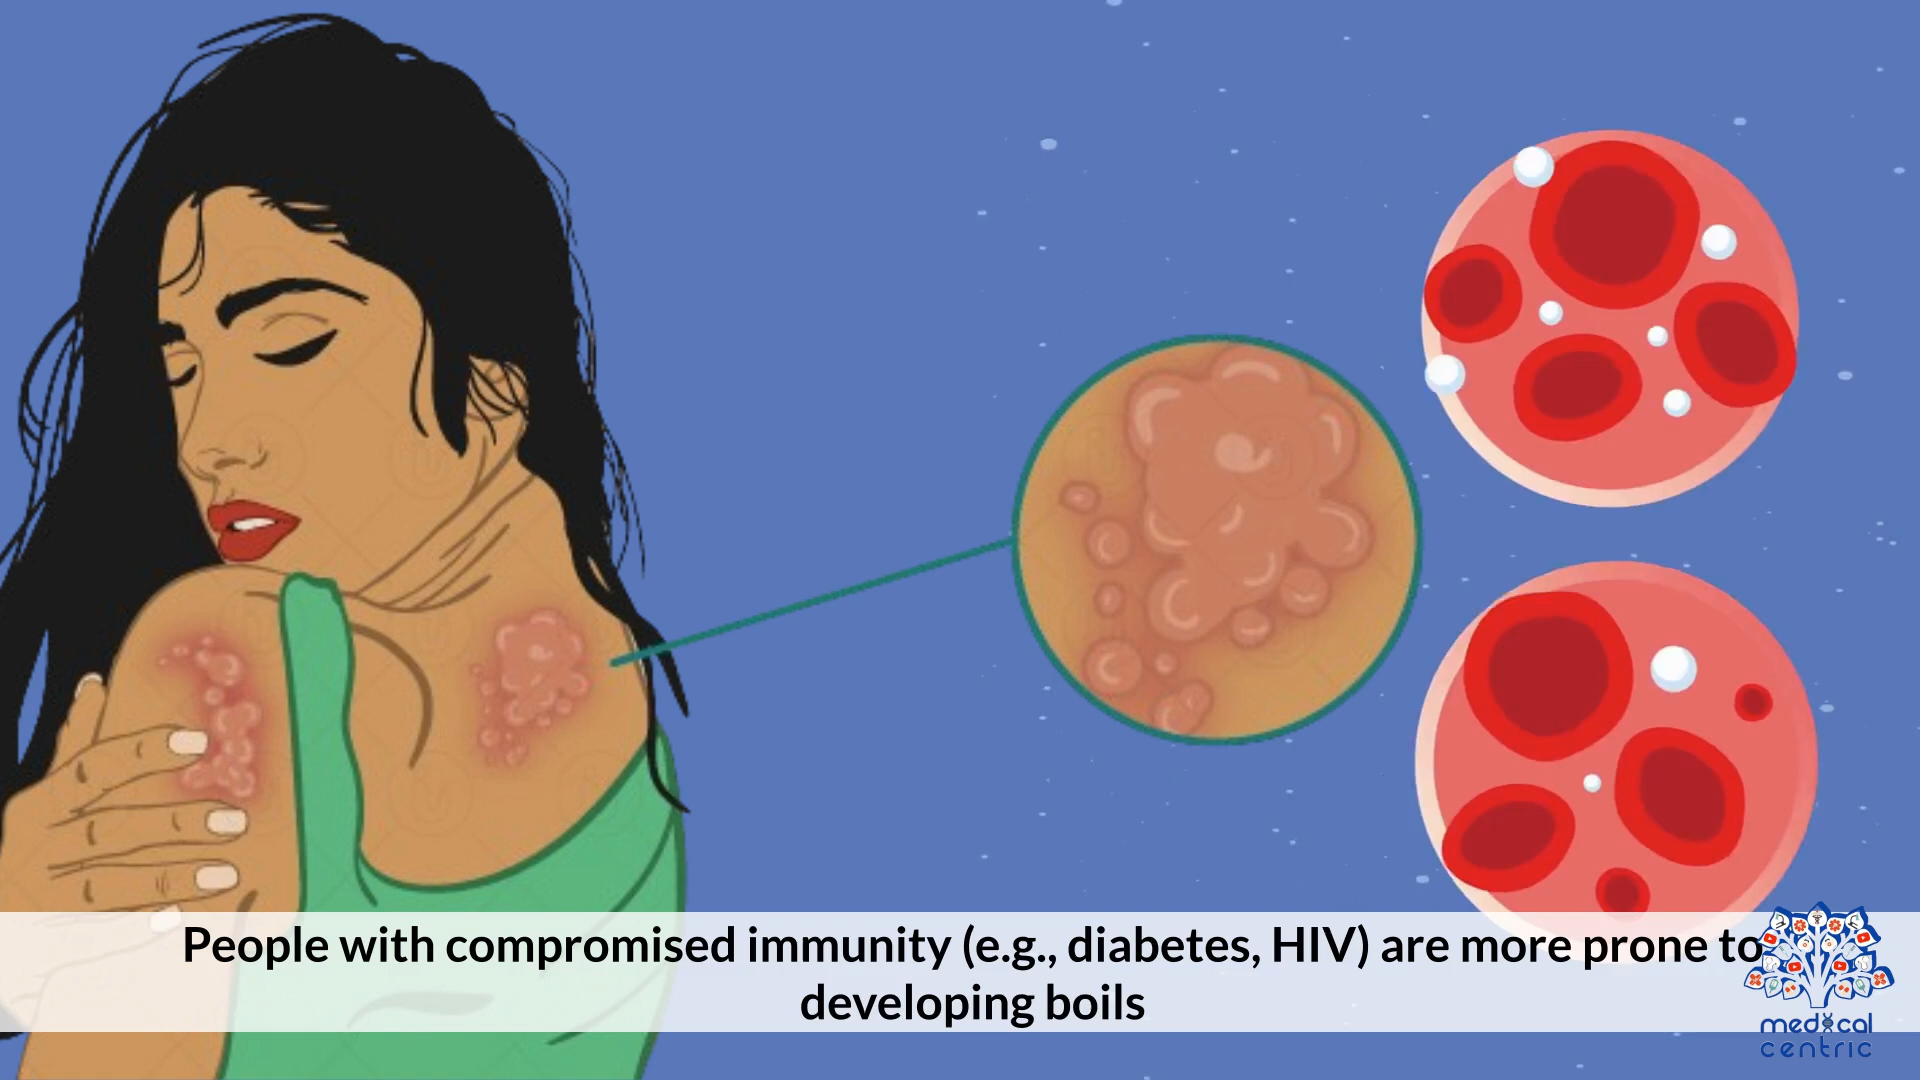 People with compromised immunity (e.g., diabetes, HIV) are more prone to
developing boils
medical
centric